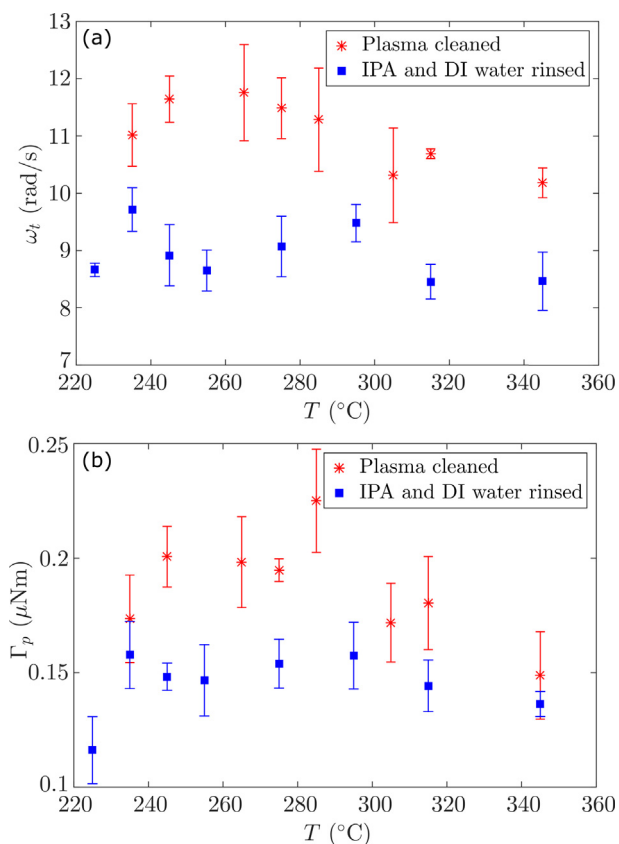 (a)
Plasma cleaned
IPA and DI water rinsed
13
12
11
10
9
8
7
ω_t (rad/s)
220 240 260 280 300 320 340 360
T (°C)
(b)
Plasma cleaned
IPA and DI water rinsed
0.25
0.2
0.15
0.1
Γ_p (μNm)
220 240 260 280 300 320 340 360
T (°C)